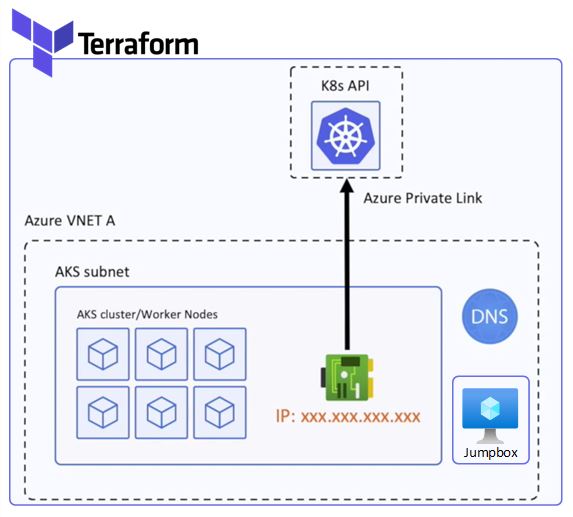 Terraform
K8s API
Azure Private Link
Azure VNET A
AKS subnet
AKS cluster/Worker Nodes
DNS
IP: xxx.xxx.xxx.xxx
Jumpbox